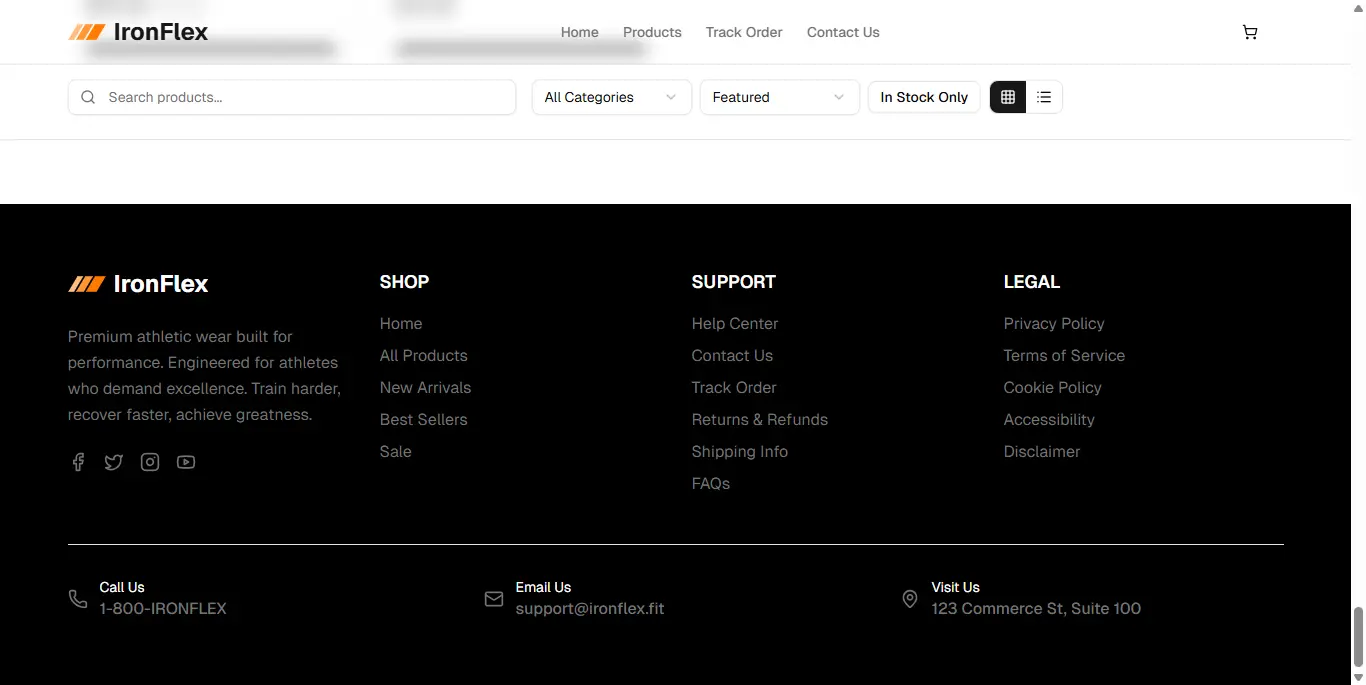 IronFlex
Home Products Track Order Contact Us
Search products...
All Categories
Featured
In Stock Only
IronFlex
Premium athletic wear built for
performance. Engineered for athletes
who demand excellence. Train harder,
recover faster, achieve greatness.
SHOP
Home
All Products
New Arrivals
Best Sellers
Sale
SUPPORT
Help Center
Contact Us
Track Order
Returns & Refunds
Shipping Info
FAQs
LEGAL
Privacy Policy
Terms of Service
Cookie Policy
Accessibility
Disclaimer
Call Us
1-800-IRONFLEX
Email Us
support@ironflex.fit
Visit Us
123 Commerce St, Suite 100